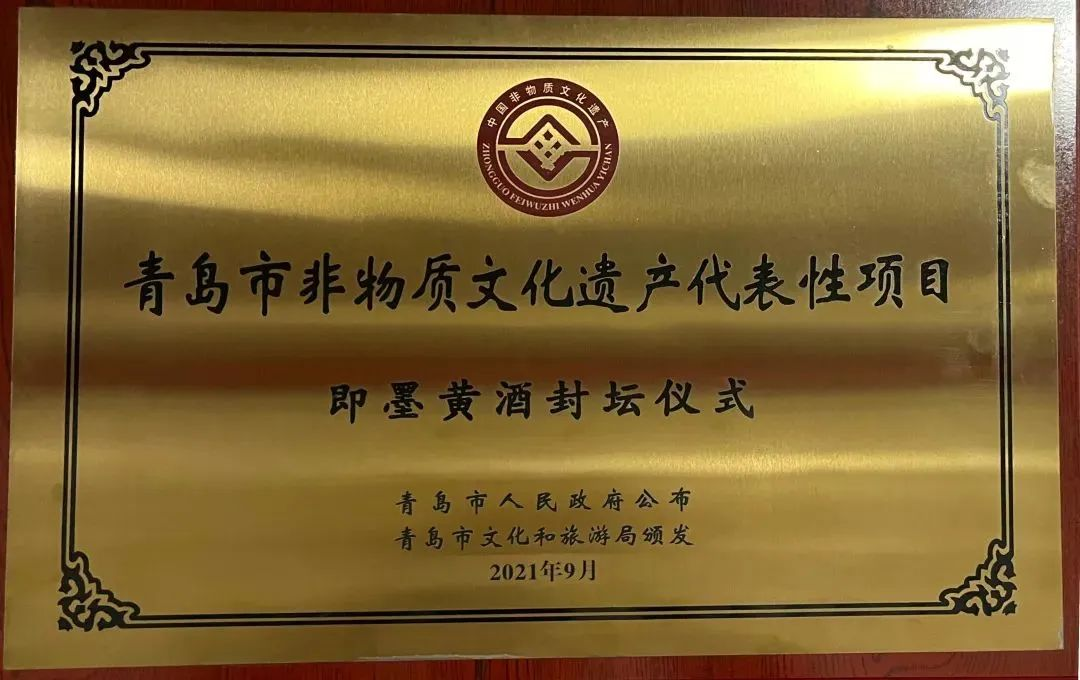 中国非物质文化遗产
ZHONGGUO FEIWUZHI WENHUA YICHAN
青岛市非物质文化遗产代表性项目
即墨黄酒封坛仪式
青岛市人民政府公布
青岛市文化和旅游局颁发
2021年9月